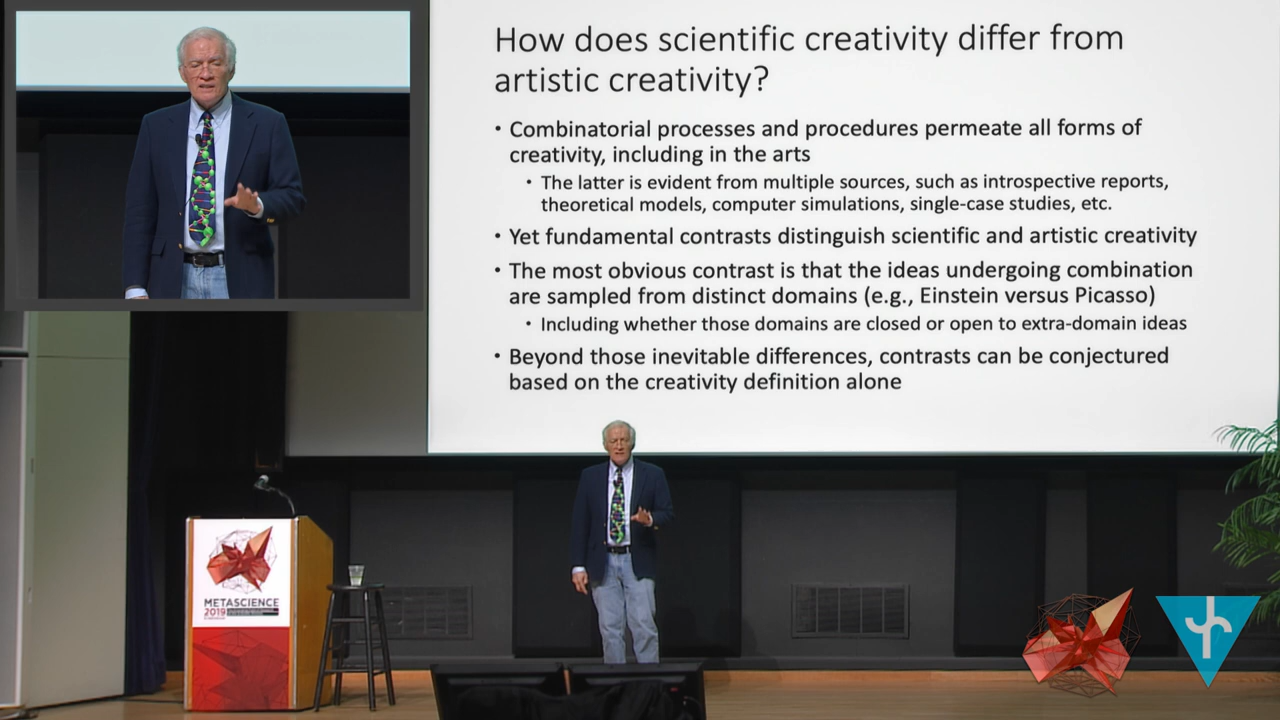 How does scientific creativity differ from
artistic creativity?
• Combinatorial processes and procedures permeate all forms of
creativity, including in the arts
• The latter is evident from multiple sources, such as introspective reports,
theoretical models, computer simulations, single-case studies, etc.
• Yet fundamental contrasts distinguish scientific and artistic creativity
• The most obvious contrast is that the ideas undergoing combination
are sampled from distinct domains (e.g., Einstein versus Picasso)
• Including whether those domains are closed or open to extra-domain ideas
• Beyond those inevitable differences, contrasts can be conjectured
based on the creativity definition alone
METASCIENCE
2019